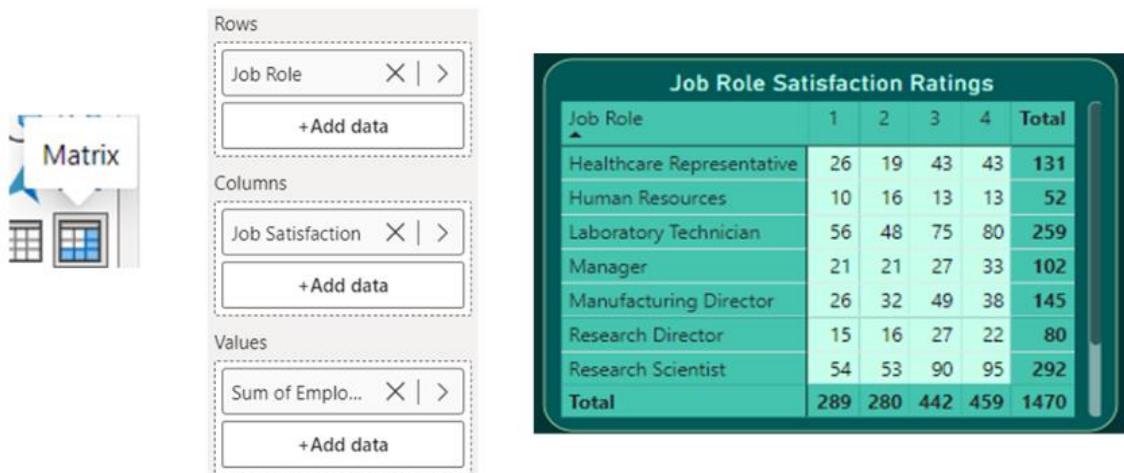 Matrix
Rows
Job Role
+Add data
Columns
Job Satisfaction
+Add data
Values
Sum of Emplo...
+Add data
Job Role Satisfaction Ratings
Job Role 1 2 3 4 Total
Healthcare Representative 26 19 43 43 131
Human Resources 10 16 13 13 52
Laboratory Technician 56 48 75 80 259
Manager 21 21 27 33 102
Manufacturing Director 26 32 49 38 145
Research Director 15 16 27 22 80
Research Scientist 54 53 90 95 292
Total 289 280 442 459 1470